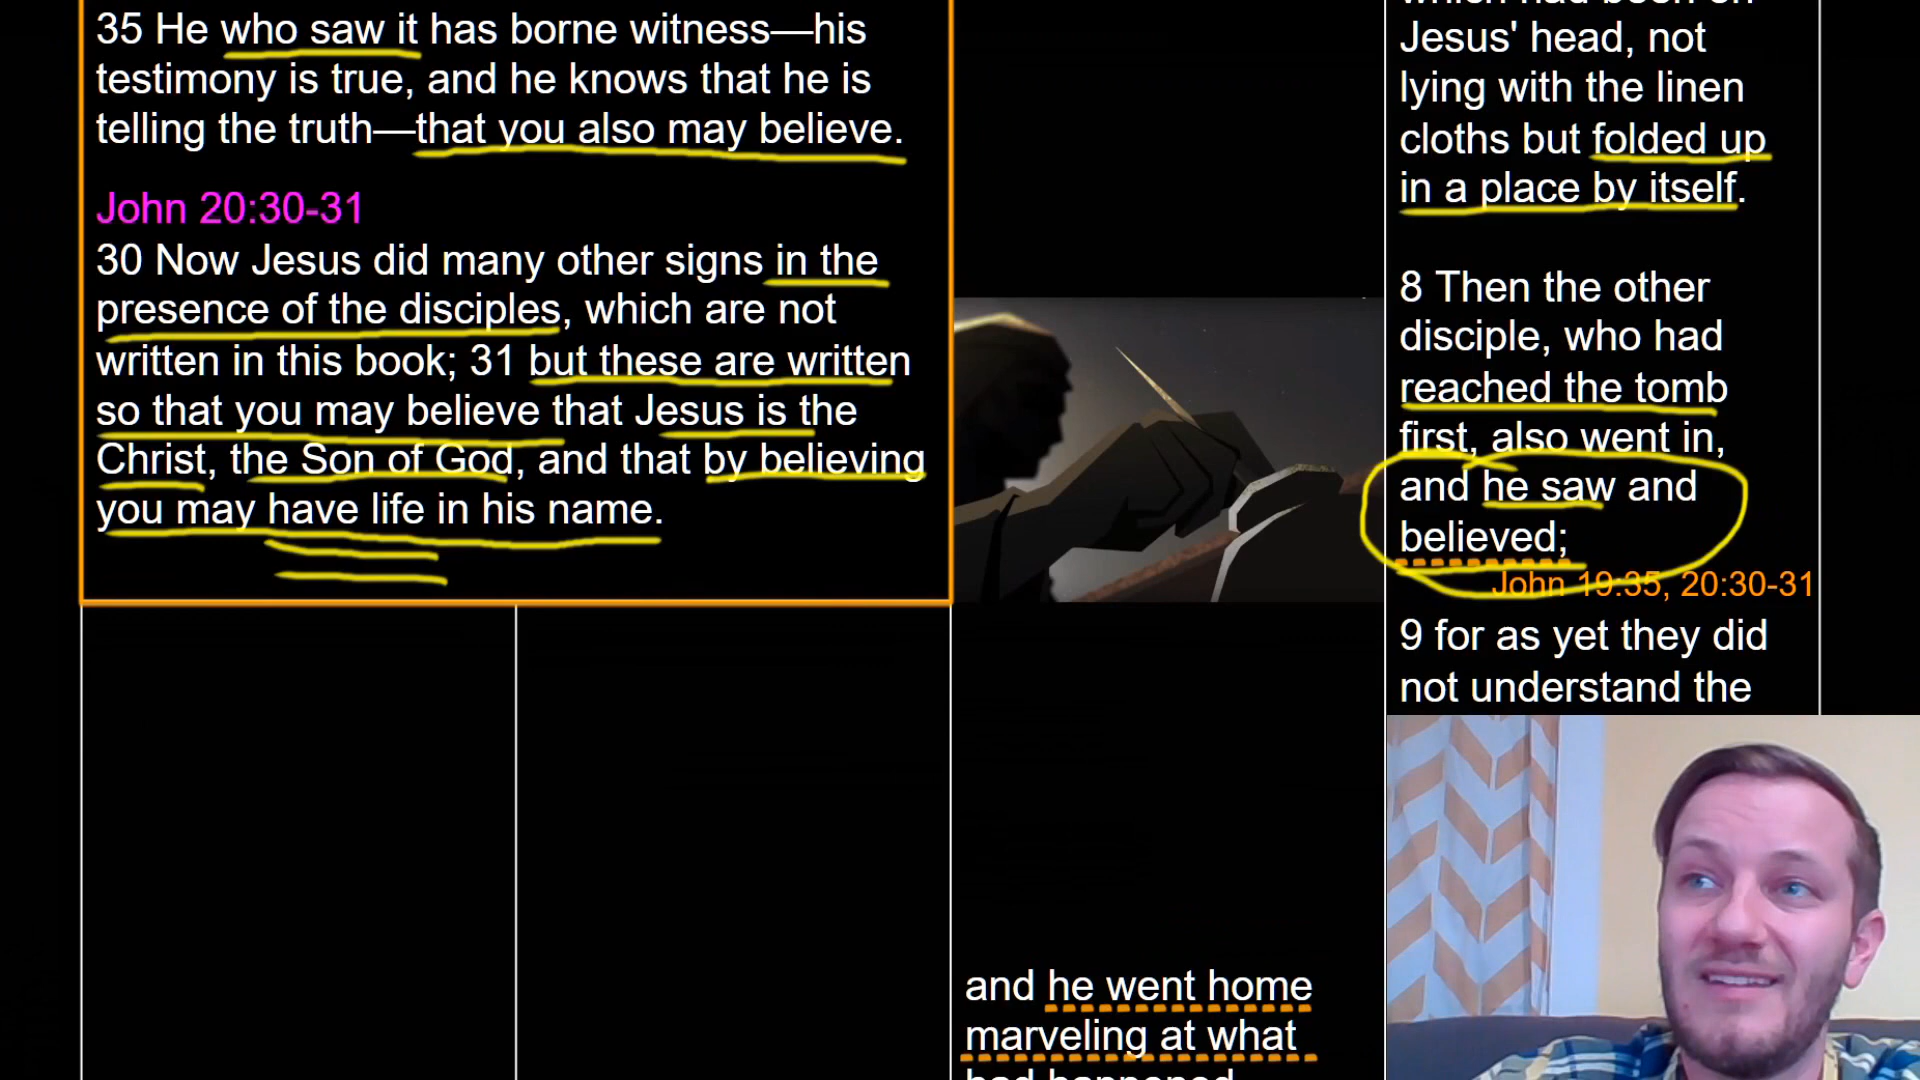 35 He who saw it has borne witness—his
testimony is true, and he knows that he is
telling the truth—that you also may believe.
John 20:30-31
30 Now Jesus did many other signs in the
presence of the disciples, which are not
written in this book; 31 but these are written
so that you may believe that Jesus is the
Christ, the Son of God, and that by believing
you may have life in his name.
and he went home
marveling at what
had happened
which had been on
Jesus' head, not
lying with the linen
cloths but folded up
in a place by itself.
8 Then the other
disciple, who had
reached the tomb
first, also went in,
and he saw and
believed;
John 19:35, 20:30-31
9 for as yet they did
not understand the